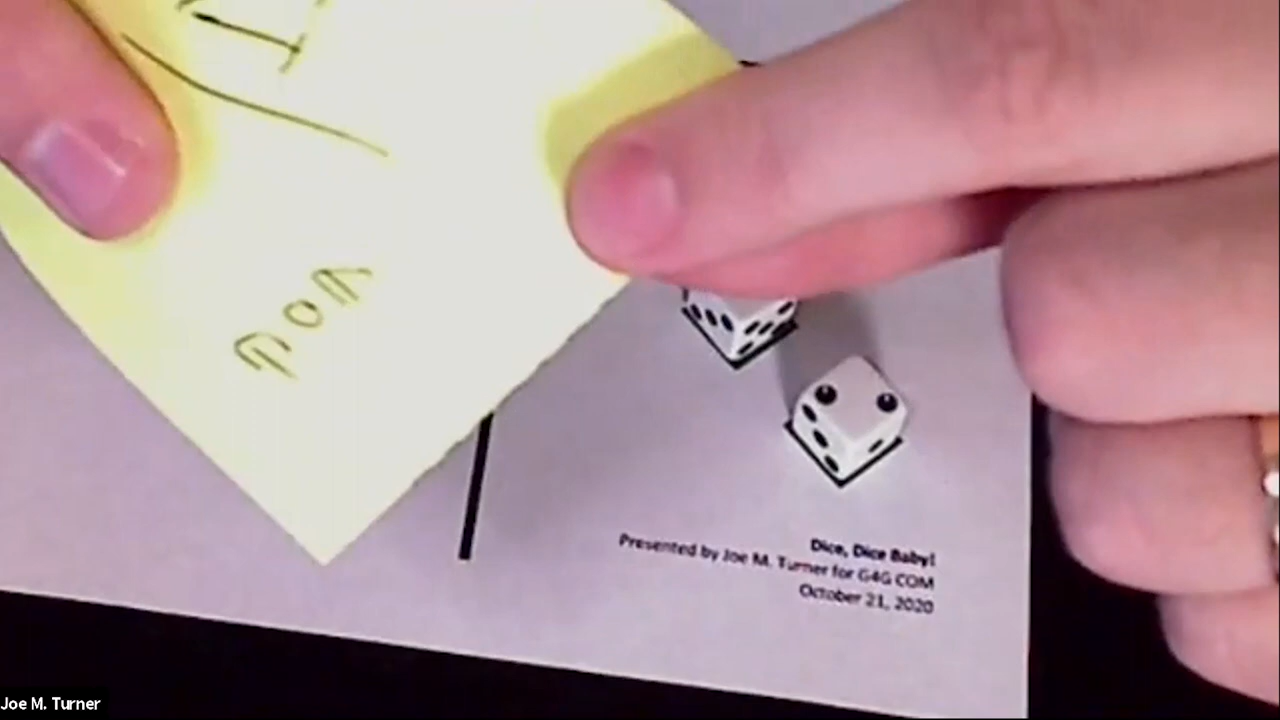 Dice, Dice Baby!
Presented by Joe M. Turner for G4G COM
October 21, 2020
Joe M. Turner